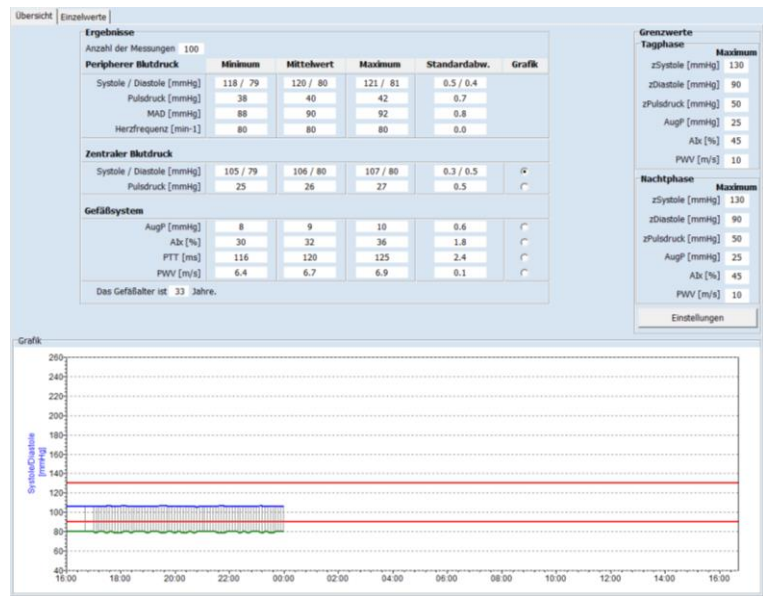 Übersicht Einzelwerte
Ergebnisse
Anzahl der Messungen 100
Peripherer Blutdruck Minimum Mittelwert Maximum Standardabw. Grafik
Systole / Diastole [mmHg] 118 / 79 120 / 80 121 / 81 0.5 / 0.4
Pulsdruck [mmHg] 38 40 42 0.7
MAD [mmHg] 88 90 92 0.8
Herzfrequenz [min-1] 80 80 80 0.0
Zentraler Blutdruck
Systole / Diastole [mmHg] 105 / 79 106 / 80 107 / 80 0.3 / 0.5
Pulsdruck [mmHg] 25 26 27 0.5
Gefäßsystem
AugP [mmHg] 8 9 10 0.6
AIx [%] 30 32 36 1.8
PTT [ms] 116 120 125 2.4
PWV [m/s] 6.4 6.7 6.9 0.1
Das Gefäßalter ist 33 Jahre.
Grenzwerte
Tagphase
Maximum
zSystole [mmHg] 130
zDiastole [mmHg] 90
zPulsdruck [mmHg] 50
AugP [mmHg] 25
AIx [%] 45
PWV [m/s] 10
Nachtphase
Maximum
zSystole [mmHg] 130
zDiastole [mmHg] 90
zPulsdruck [mmHg] 50
AugP [mmHg] 25
AIx [%] 45
PWV [m/s] 10
Einstellungen
Grafik
Systole/Diastole
[mmHg]
260
240
220
200
180
160
140
120
100
80
60
40
16:00 18:00 20:00 22:00 00:00 02:00 04:00 06:00 08:00 10:00 12:00 14:00 16:00